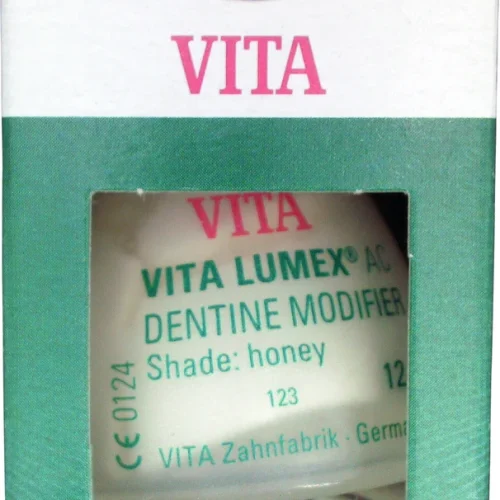 VITA
VITA
VITA LUMEX® AC
DENTINE MODIFIER
Shade: honey
123
12
CE 0124
VITA Zahnfabrik · Germa